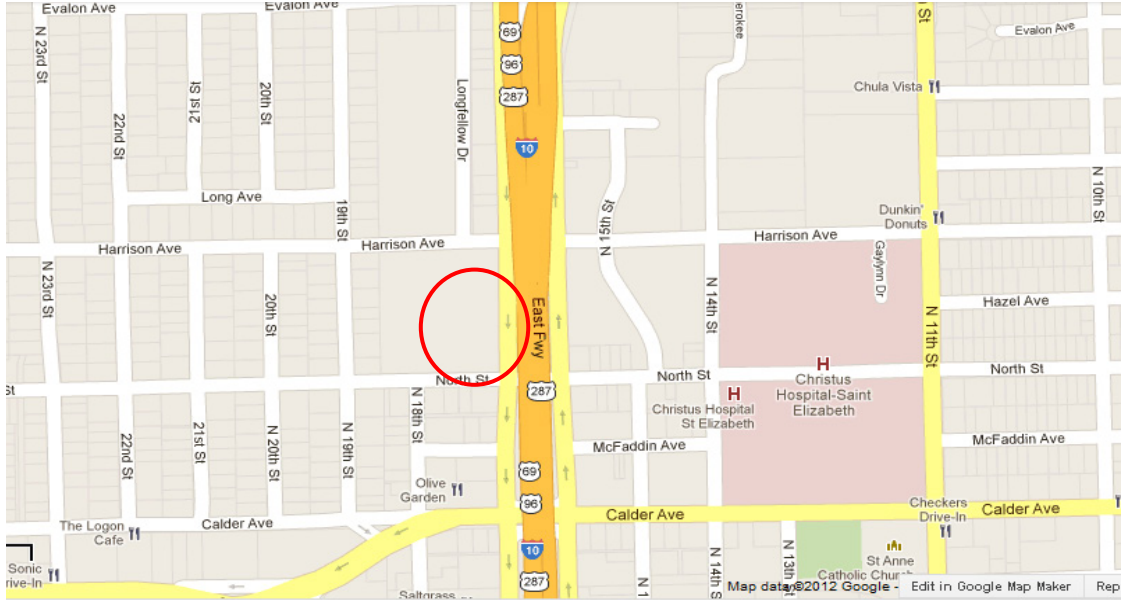 Evalon Ave
Evalon Ave
N 23rd St
22nd St
21st St
20th St
Longfellow Dr
69
96
287
10
erokee
St
Evalon Ave
Chula Vista
N 10th St
Long Ave
19th St
N 15th St
Dunkin'
Donuts
Harrison Ave
Harrison Ave
Harrison Ave
Gaylynn Dr
N 23rd St
20th St
N 14th St
East Fwy
Hazel Ave
N 11th St
St
North St
287
North St
Christus
Hospital-Saint
Elizabeth
H
H
North St
Christus Hospital
St Elizabeth
N 18th St
22nd St
21st St
N 20th St
N 19th St
McFaddin Ave
McFaddin Ave
69
96
Olive
Garden
Calder Ave
Calder Ave
Calder Ave
Checkers
Drive-In
The Logon
Cafe
10
287
Sonic
rive-In
Saltgrass
N 1
N 14th S
N 13th
St Anne
Catholic Church
Map data ©2012 Google -
Edit in Google Map Maker
Rep